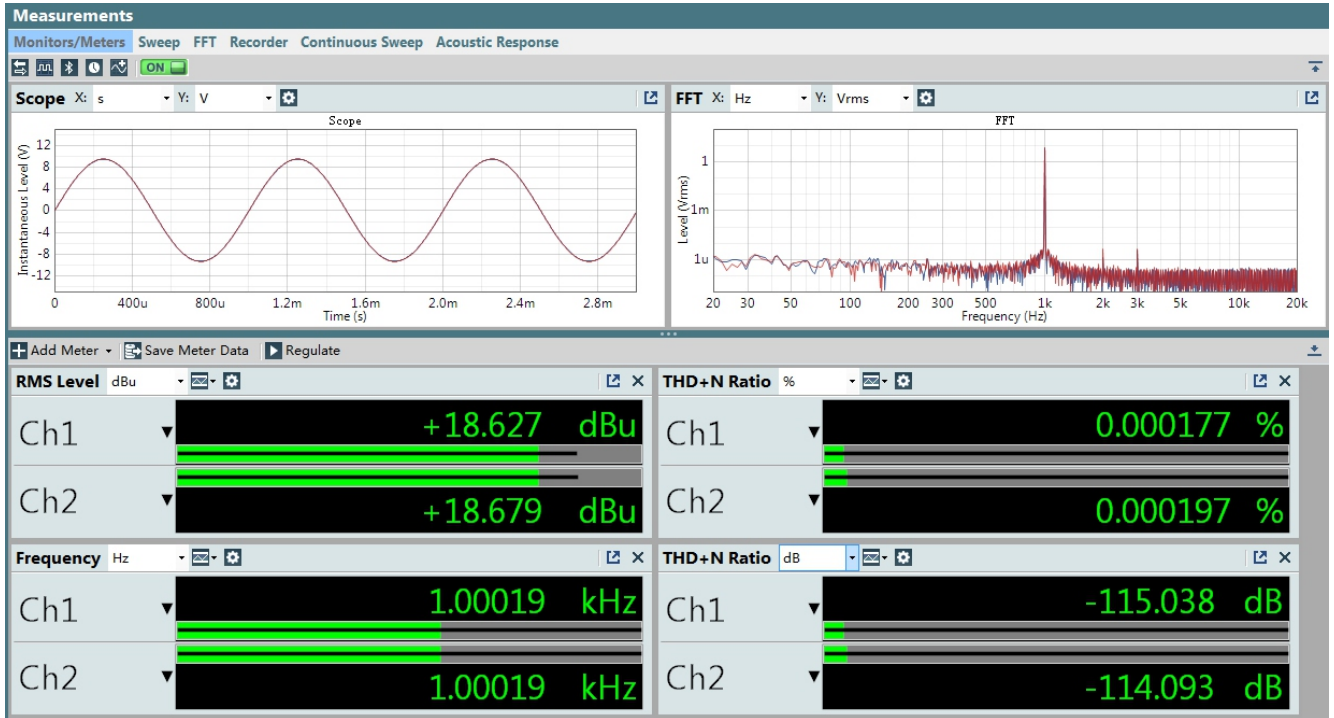 Measurements
Monitors/Meters Sweep FFT Recorder Continuous Sweep Acoustic Response
ON
Scope X: s Y: V
Scope
Instantaneous Level (V)
12
8
4
0
-4
-8
-12
0 400u 800u 1.2m 1.6m 2.0m 2.4m 2.8m
Time (s)
FFT X: Hz Y: Vrms
FFT
Level (Vrms)
1
1m
1u
20 30 50 100 200 300 500 1k 2k 3k 5k 10k 20k
Frequency (Hz)
Add Meter Save Meter Data Regulate
RMS Level dBu
Ch1 +18.627 dBu
Ch2 +18.679 dBu
THD+N Ratio %
Ch1 0.000177 %
Ch2 0.000197 %
Frequency Hz
Ch1 1.00019 kHz
Ch2 1.00019 kHz
THD+N Ratio dB
Ch1 -115.038 dB
Ch2 -114.093 dB